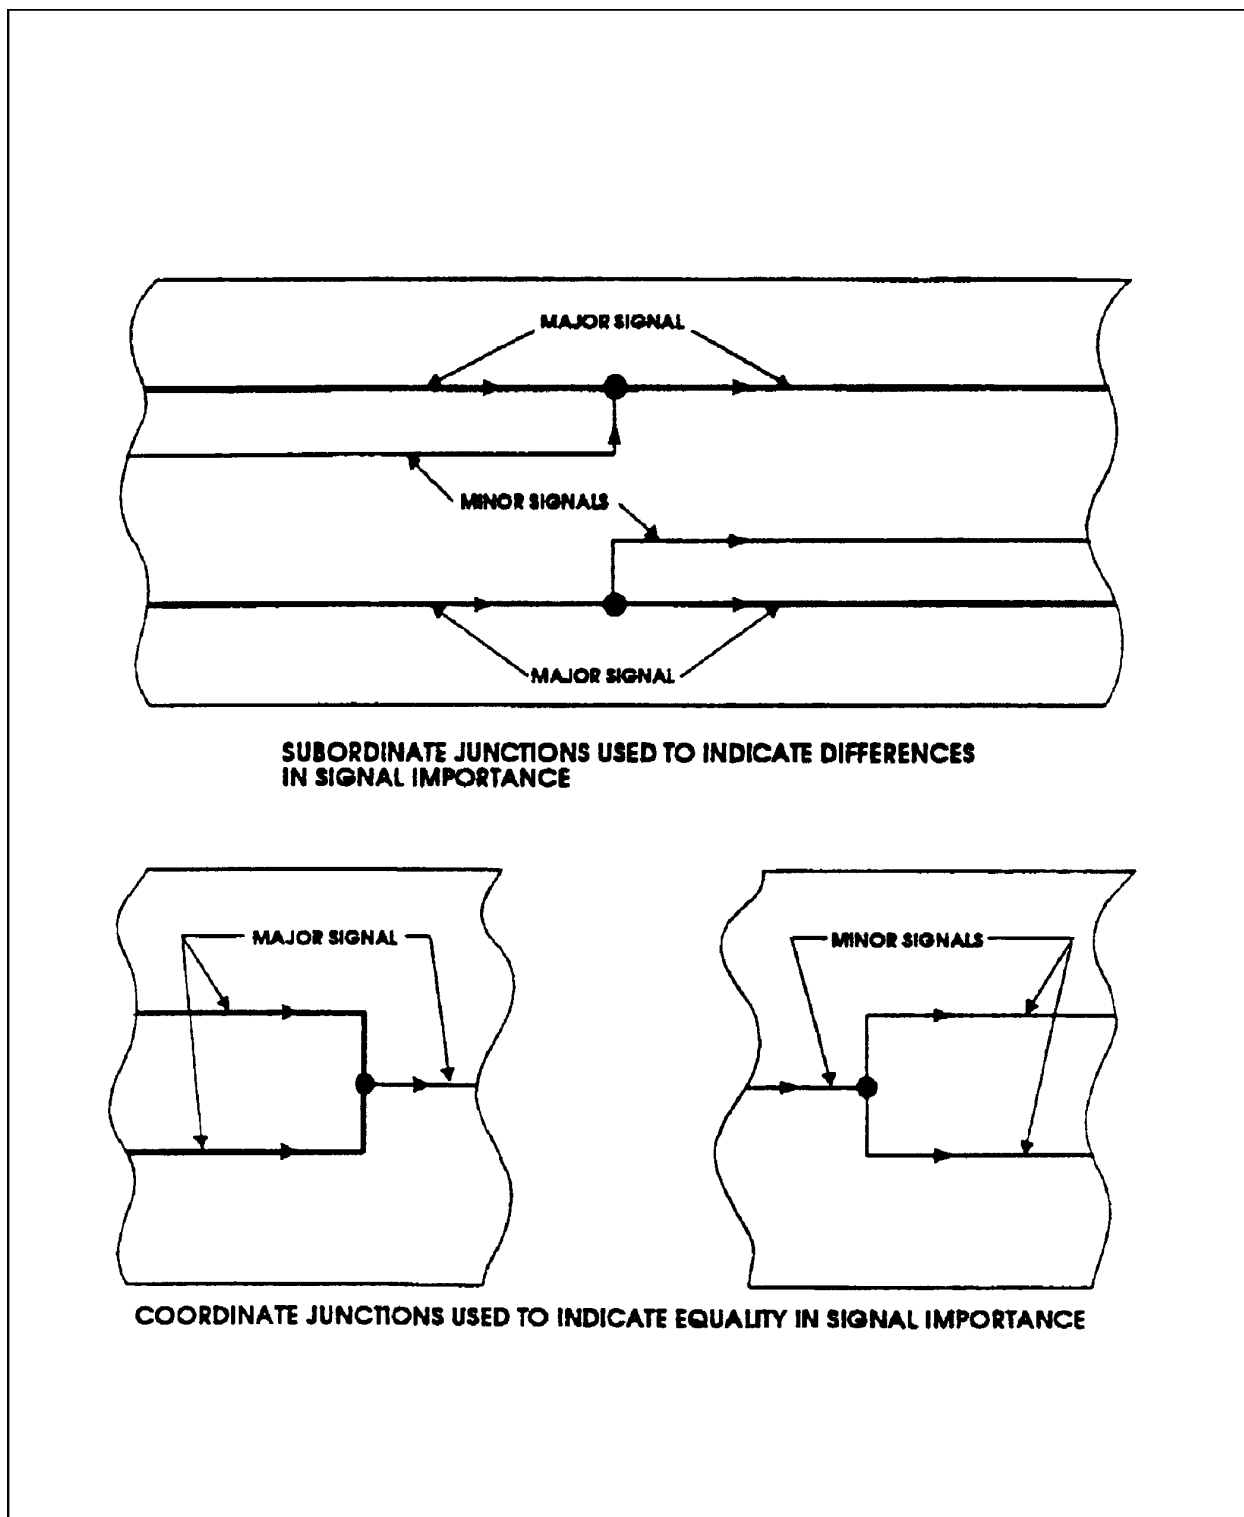 MAJOR SIGNAL
MINOR SIGNALS
MAJOR SIGNAL
SUBORDINATE JUNCTIONS USED TO INDICATE DIFFERENCES
IN SIGNAL IMPORTANCE
MAJOR SIGNAL
MINOR SIGNALS
COORDINATE JUNCTIONS USED TO INDICATE EQUALITY IN SIGNAL IMPORTANCE